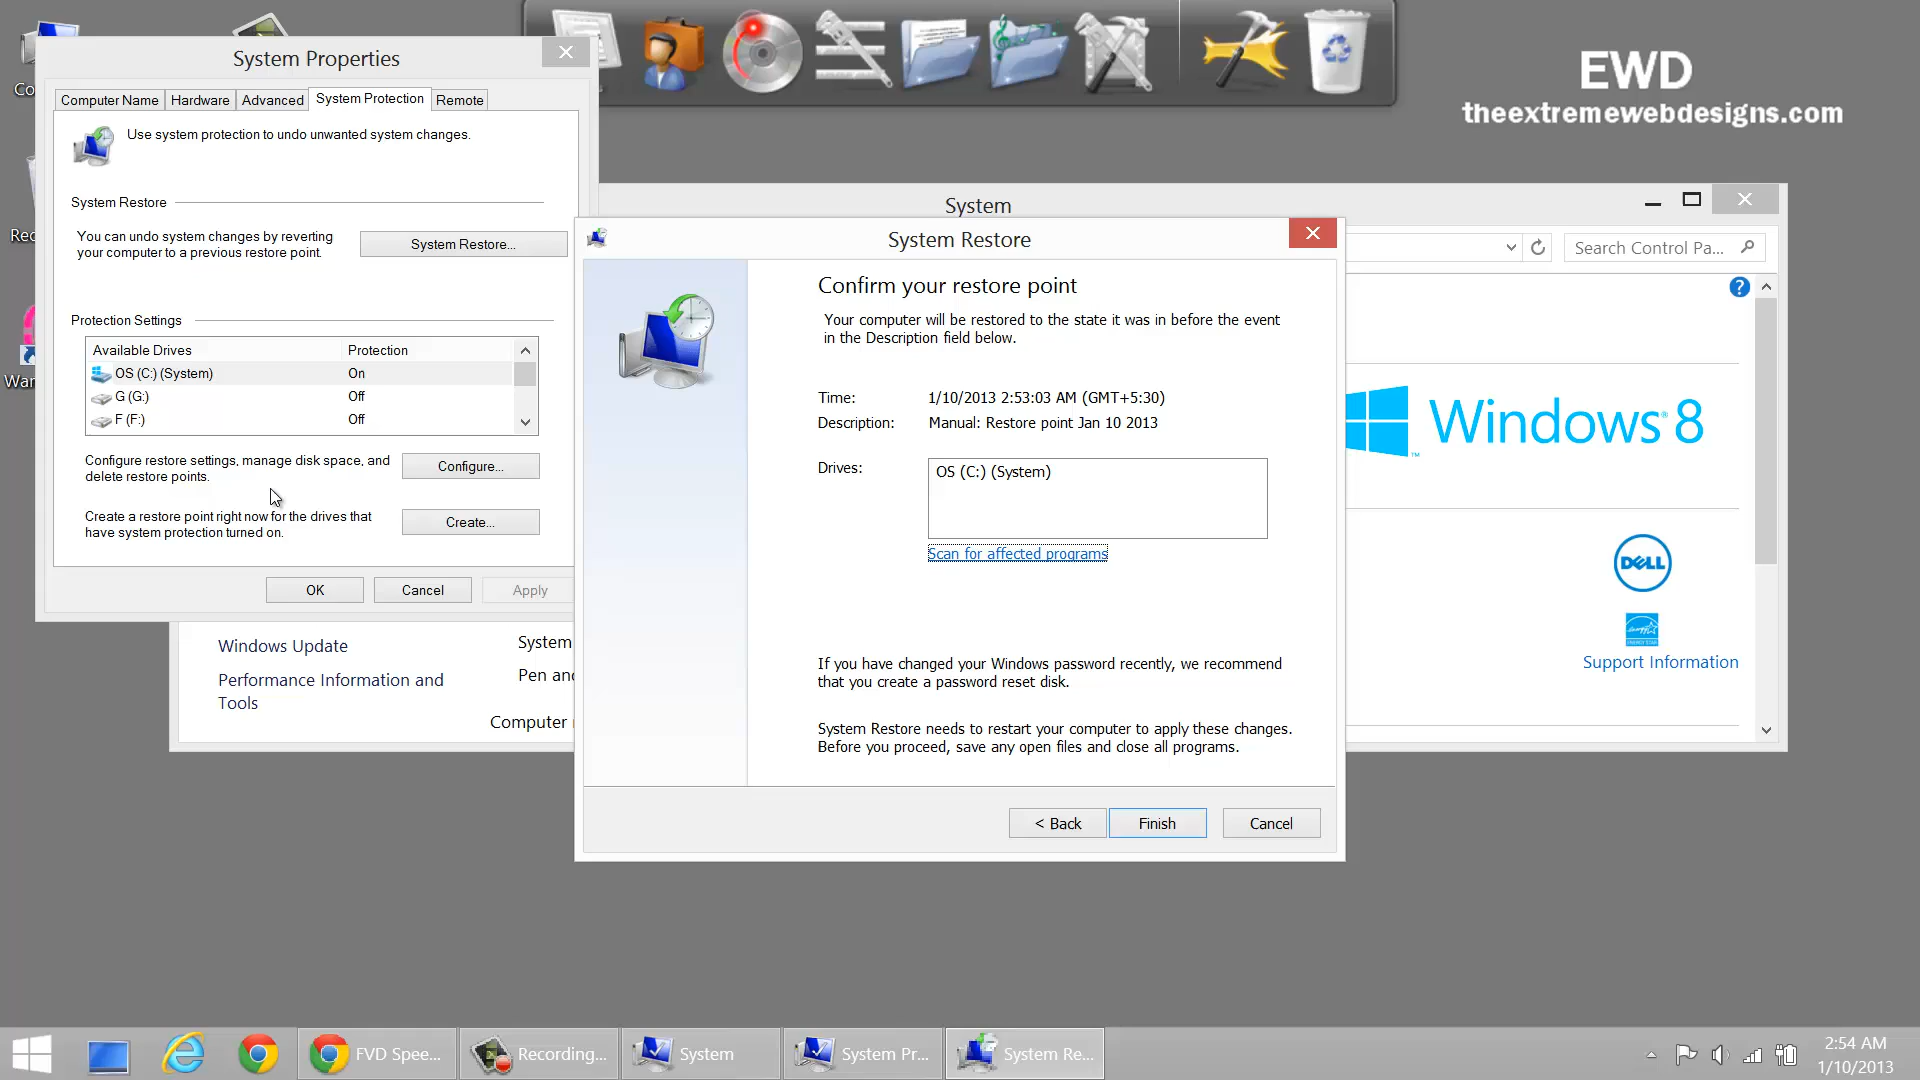 Co
Rec
War
System Properties
Computer Name
Hardware
Advanced
System Protection
Remote
Use system protection to undo unwanted system changes.
System Restore
You can undo system changes by reverting
your computer to a previous restore point.
System Restore...
Protection Settings
Available Drives
Protection
OS (C:) (System)
On
G (G:)
Off
F (F:)
Off
Configure restore settings, manage disk space, and
delete restore points.
Configure...
Create a restore point right now for the drives that
have system protection turned on.
Create...
OK
Cancel
Apply
EWD
theextremewebdesigns.com
System
Search Control Pa...
Windows 8
DELL
Support Information
Windows Update
Performance Information and
Tools
System
Pen and
Computer
System Restore
Confirm your restore point
Your computer will be restored to the state it was in before the event
in the Description field below.
Time:
1/10/2013 2:53:03 AM (GMT+5:30)
Description:
Manual: Restore point Jan 10 2013
Drives:
OS (C:) (System)
Scan for affected programs
If you have changed your Windows password recently, we recommend
that you create a password reset disk.
System Restore needs to restart your computer to apply these changes.
Before you proceed, save any open files and close all programs.
< Back
Finish
Cancel
FVD Spee...
Recording...
System
System Pr...
System Re...
2:54 AM
1/10/2013